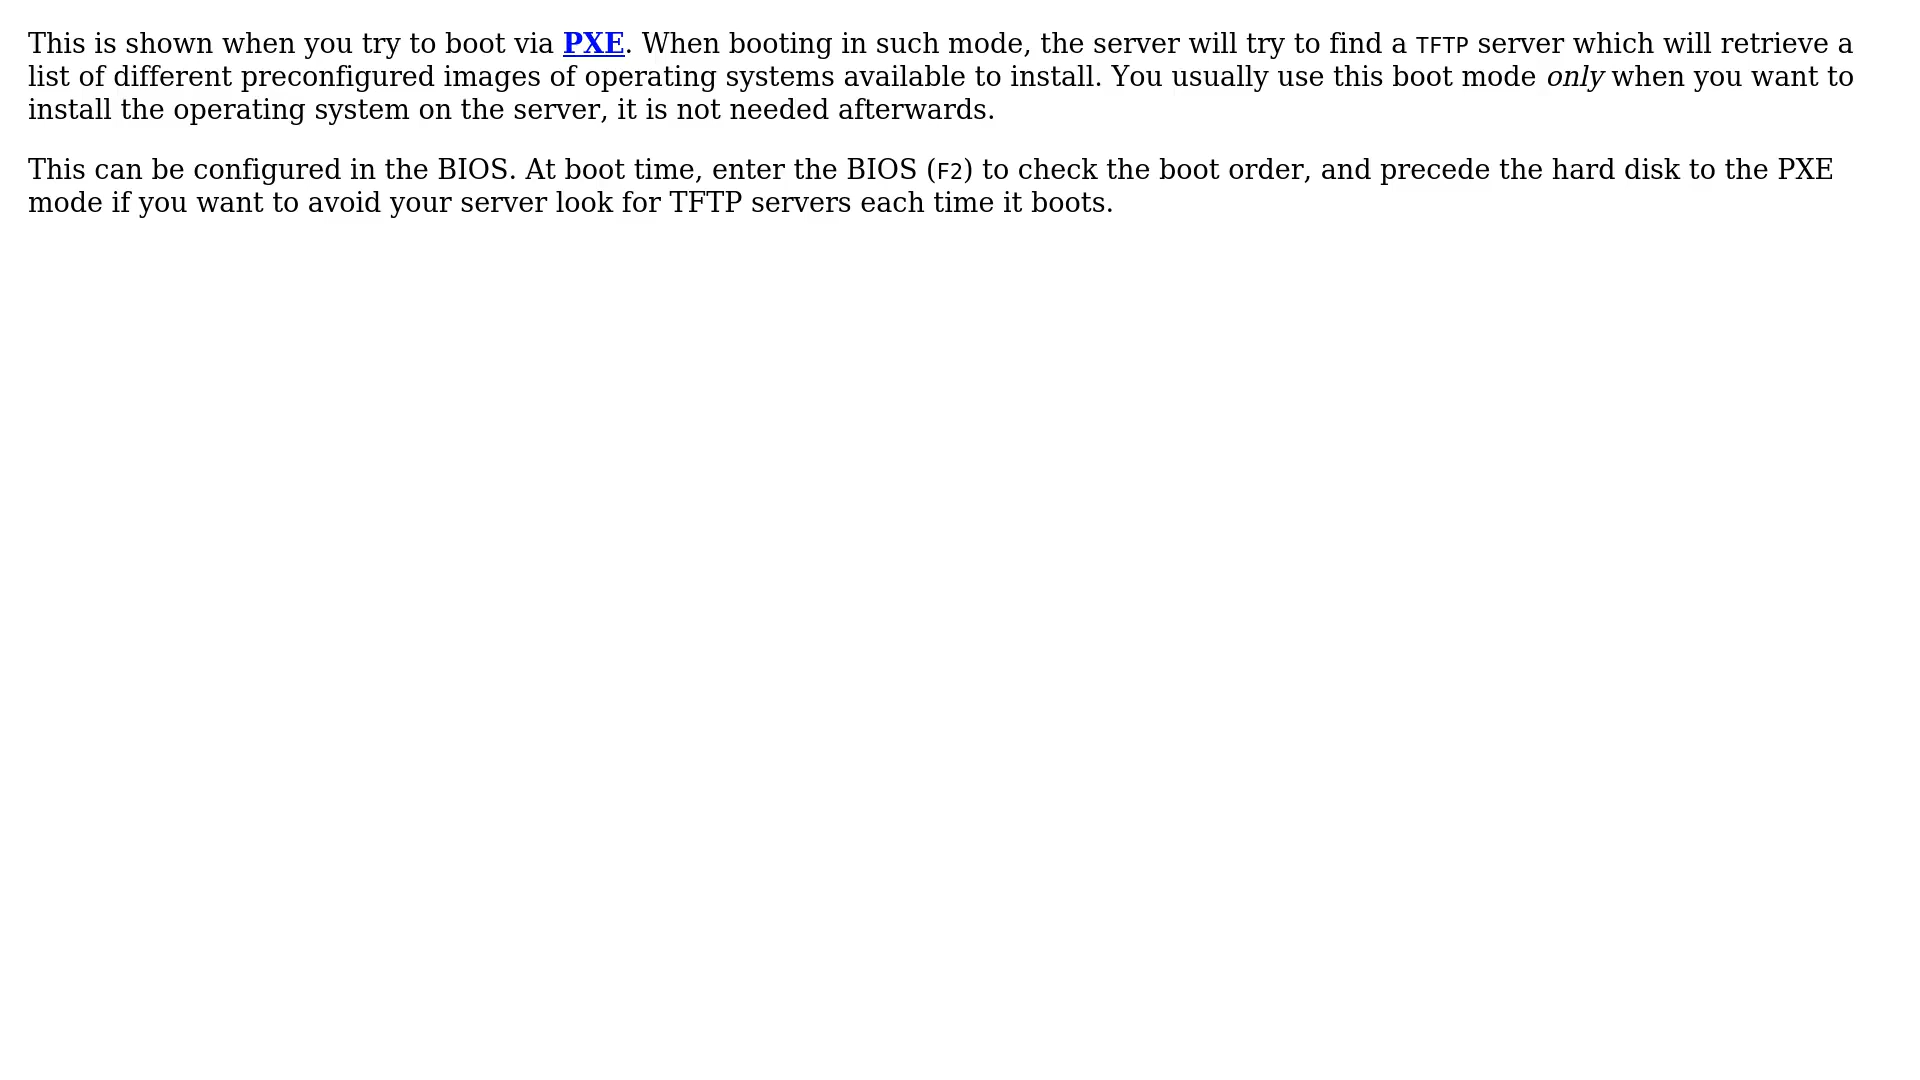 This is shown when you try to boot via PXE. When booting in such mode, the server will try to find a TFTP server which will retrieve a
list of different preconfigured images of operating systems available to install. You usually use this boot mode only when you want to
install the operating system on the server, it is not needed afterwards.
This can be configured in the BIOS. At boot time, enter the BIOS (F2) to check the boot order, and precede the hard disk to the PXE
mode if you want to avoid your server look for TFTP servers each time it boots.